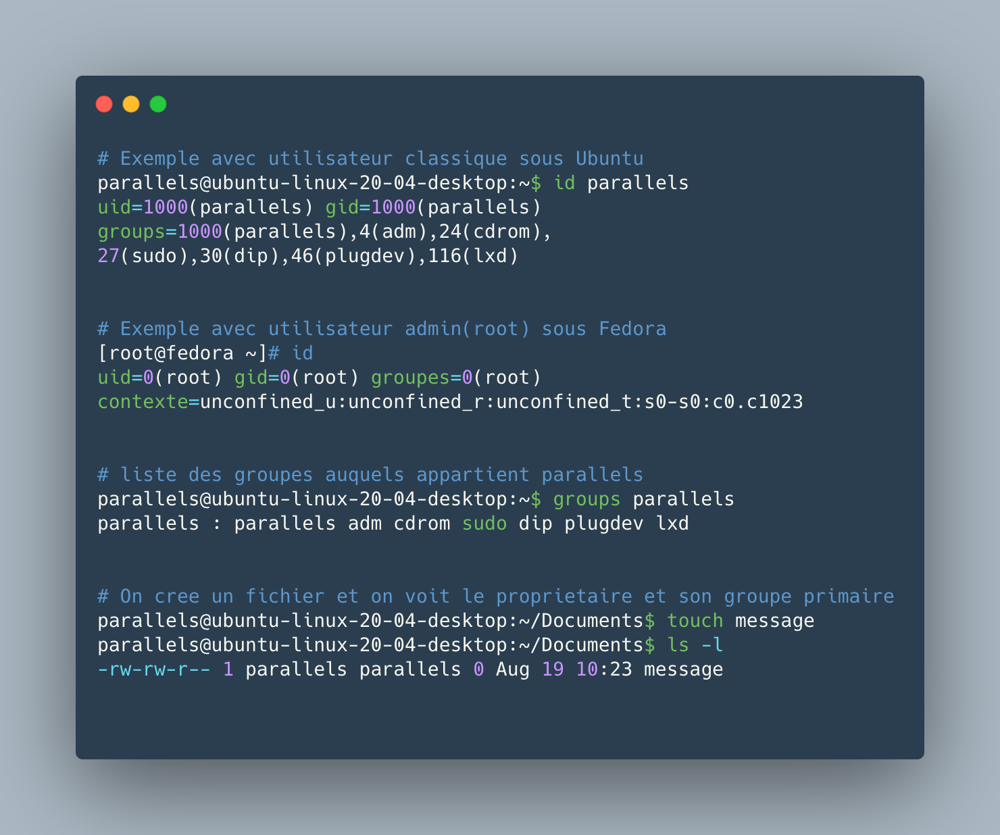 # Exemple avec utilisateur classique sous Ubuntu
parallels@ubuntu-linux-20-04-desktop:~$ id parallels
uid=1000(parallels) gid=1000(parallels)
groups=1000(parallels),4(adm),24(cdrom),
27(sudo),30(dip),46(plugdev),116(lxd)
# Exemple avec utilisateur admin(root) sous Fedora
[root@fedora ~]# id
uid=0(root) gid=0(root) groupes=0(root)
contexte=unconfined_u:unconfined_r:unconfined_t:s0-s0:c0.c1023
# liste des groupes auquels appartient parallels
parallels@ubuntu-linux-20-04-desktop:~$ groups parallels
parallels : parallels adm cdrom sudo dip plugdev lxd
# On cree un fichier et on voit le proprietaire et son groupe primaire
parallels@ubuntu-linux-20-04-desktop:~/Documents$ touch message
parallels@ubuntu-linux-20-04-desktop:~/Documents$ ls -l
-rw-rw-r-- 1 parallels parallels 0 Aug 19 10:23 message